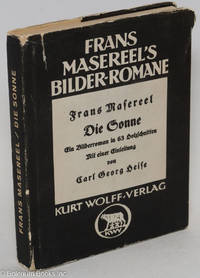 FRANS
MASEREEL'S
BILDER-ROMANE
Frans Masereel
Die Sonne
Ein Bilderroman in 63 Holzschnitten
Mit einer Einleitung
von
Carl Georg Heise
KURT WOLFF-VERLAG
KWV
FRANS MASEREEL / DIE SONNE